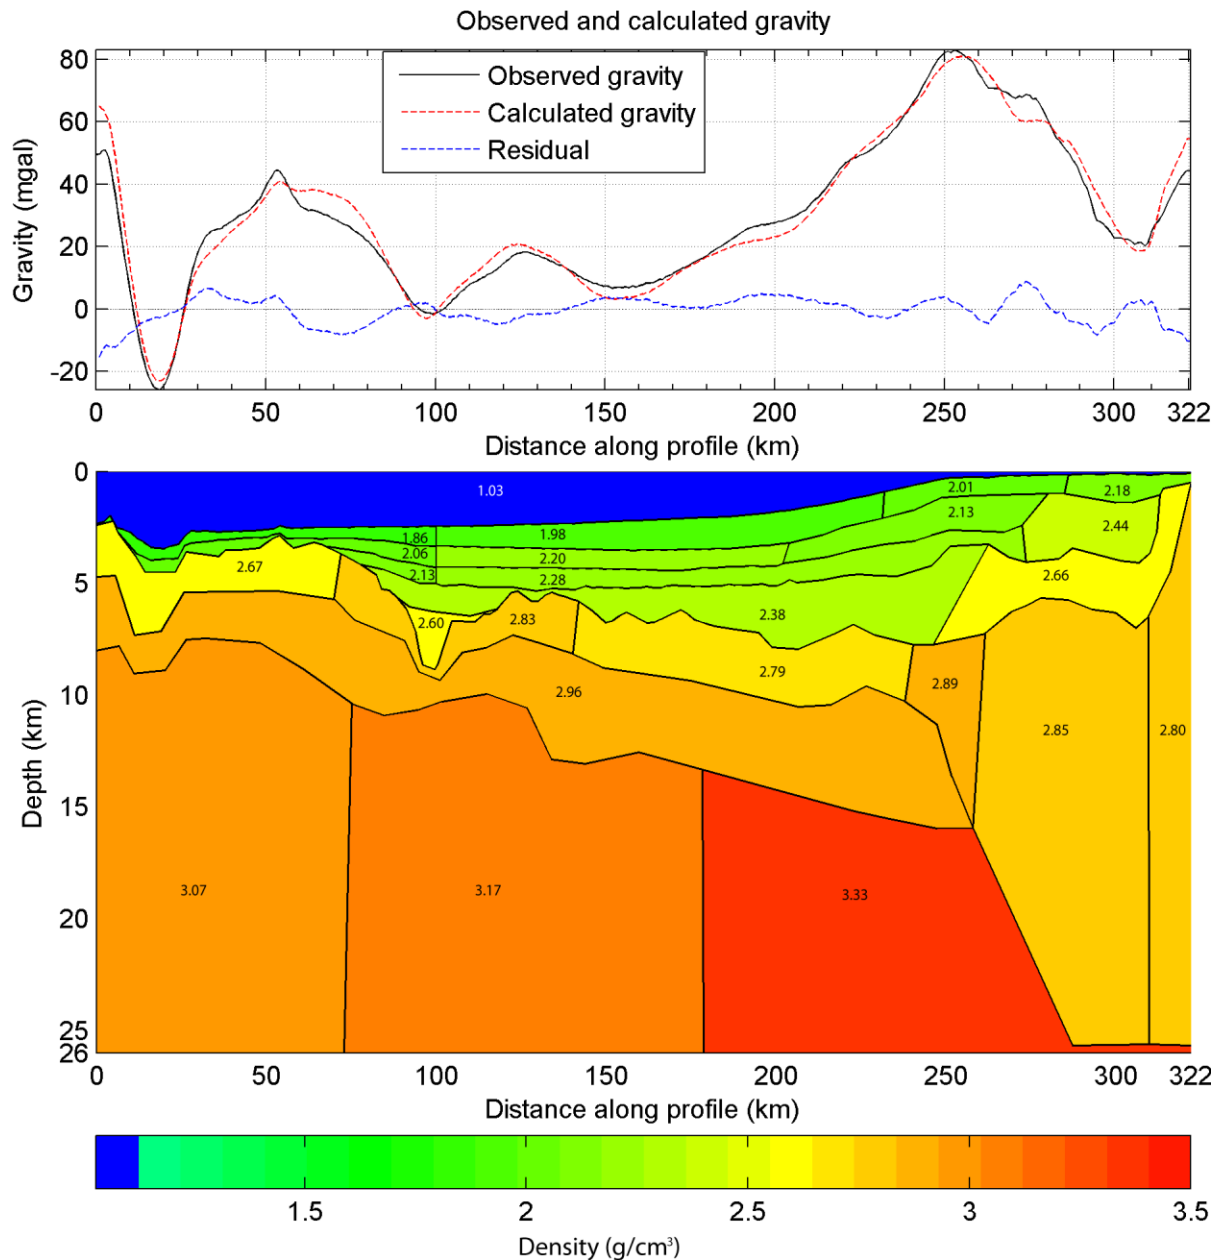 Observed and calculated gravity
Gravity (mgal)
80
60
40
20
0
-20
Observed gravity
Calculated gravity
Residual
0 50 100 150 200 250 300 322
Distance along profile (km)
Depth (km)
0
5
10
15
20
25
26
1.03
2.01
2.18
1.86 1.98 2.13 2.44
2.06 2.20
2.67 2.13 2.28 2.66
2.60 2.83 2.38
2.79 2.89
2.96 2.85 2.80
3.07 3.17 3.33
0 50 100 150 200 250 300 322
Distance along profile (km)
1.5 2 2.5 3 3.5
Density (g/cm³)